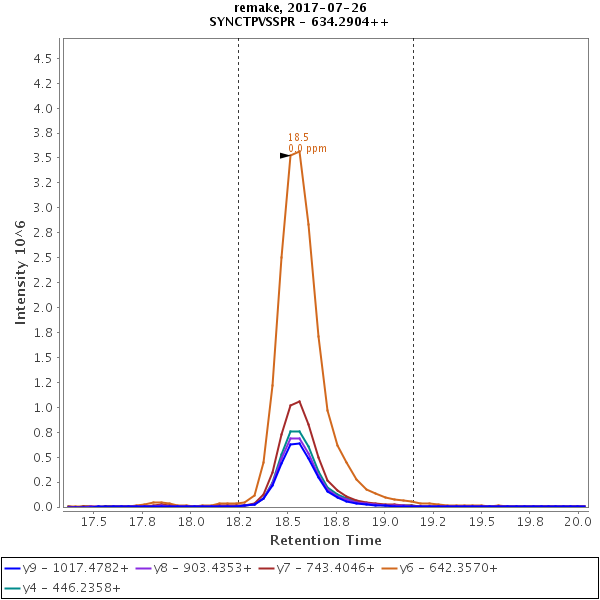 remake, 2017-07-26
SYNCTPVSSPR - 634.2904++
Intensity 10^6
4.5
4.2
4.0
3.8
3.5
3.2
3.0
2.8
2.5
2.2
2.0
1.8
1.5
1.2
1.0
0.8
0.5
0.2
0.0
18.5
0.0 ppm
17.5 17.8 18.0 18.2 18.5 18.8 19.0 19.2 19.5 19.8 20.0
Retention Time
y9 - 1017.4782+ y8 - 903.4353+ y7 - 743.4046+ y6 - 642.3570+
y4 - 446.2358+